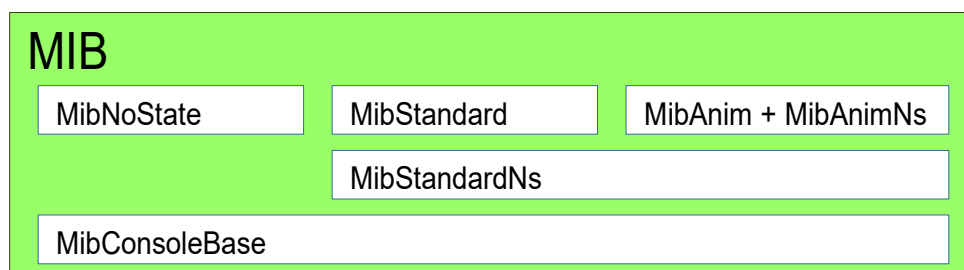 MIB
MibNoState
MibStandard
MibAnim + MibAnimNs
MibStandardNs
MibConsoleBase